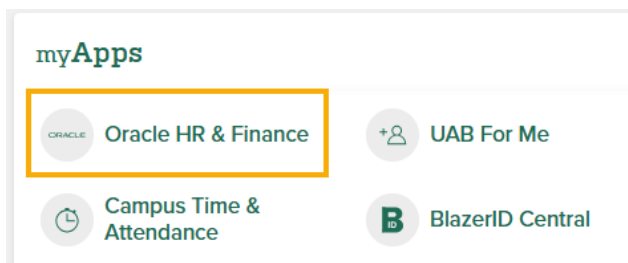 myApps
ORACLE Oracle HR & Finance
UAB For Me
Campus Time &
Attendance
B
ID
BlazerID Central